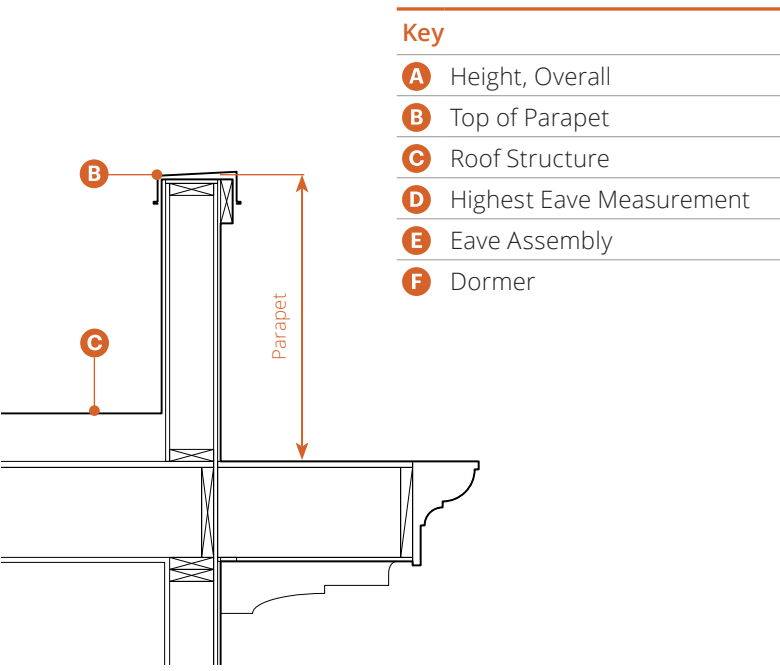 Key
A Height, Overall
B Top of Parapet
C Roof Structure
D Highest Eave Measurement
E Eave Assembly
F Dormer
B
Parapet
C